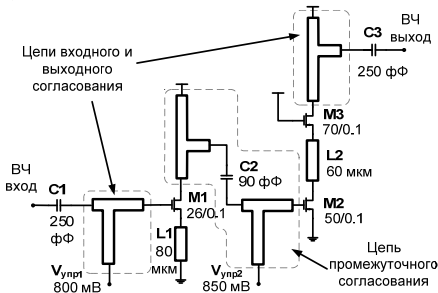 C3
ВЧ
выход
250 фФ
Цепи входного и
выходного
согласования
M3
70/0.1
C2
90 фФ
L2
60 мкм
ВЧ
вход
C1
250
фФ
M1
26/0.1
M2
50/0.1
L1
80
мкм
Vупр1
800 мВ
Vупр2
850 мВ
Цепь
промежуточного
согласования